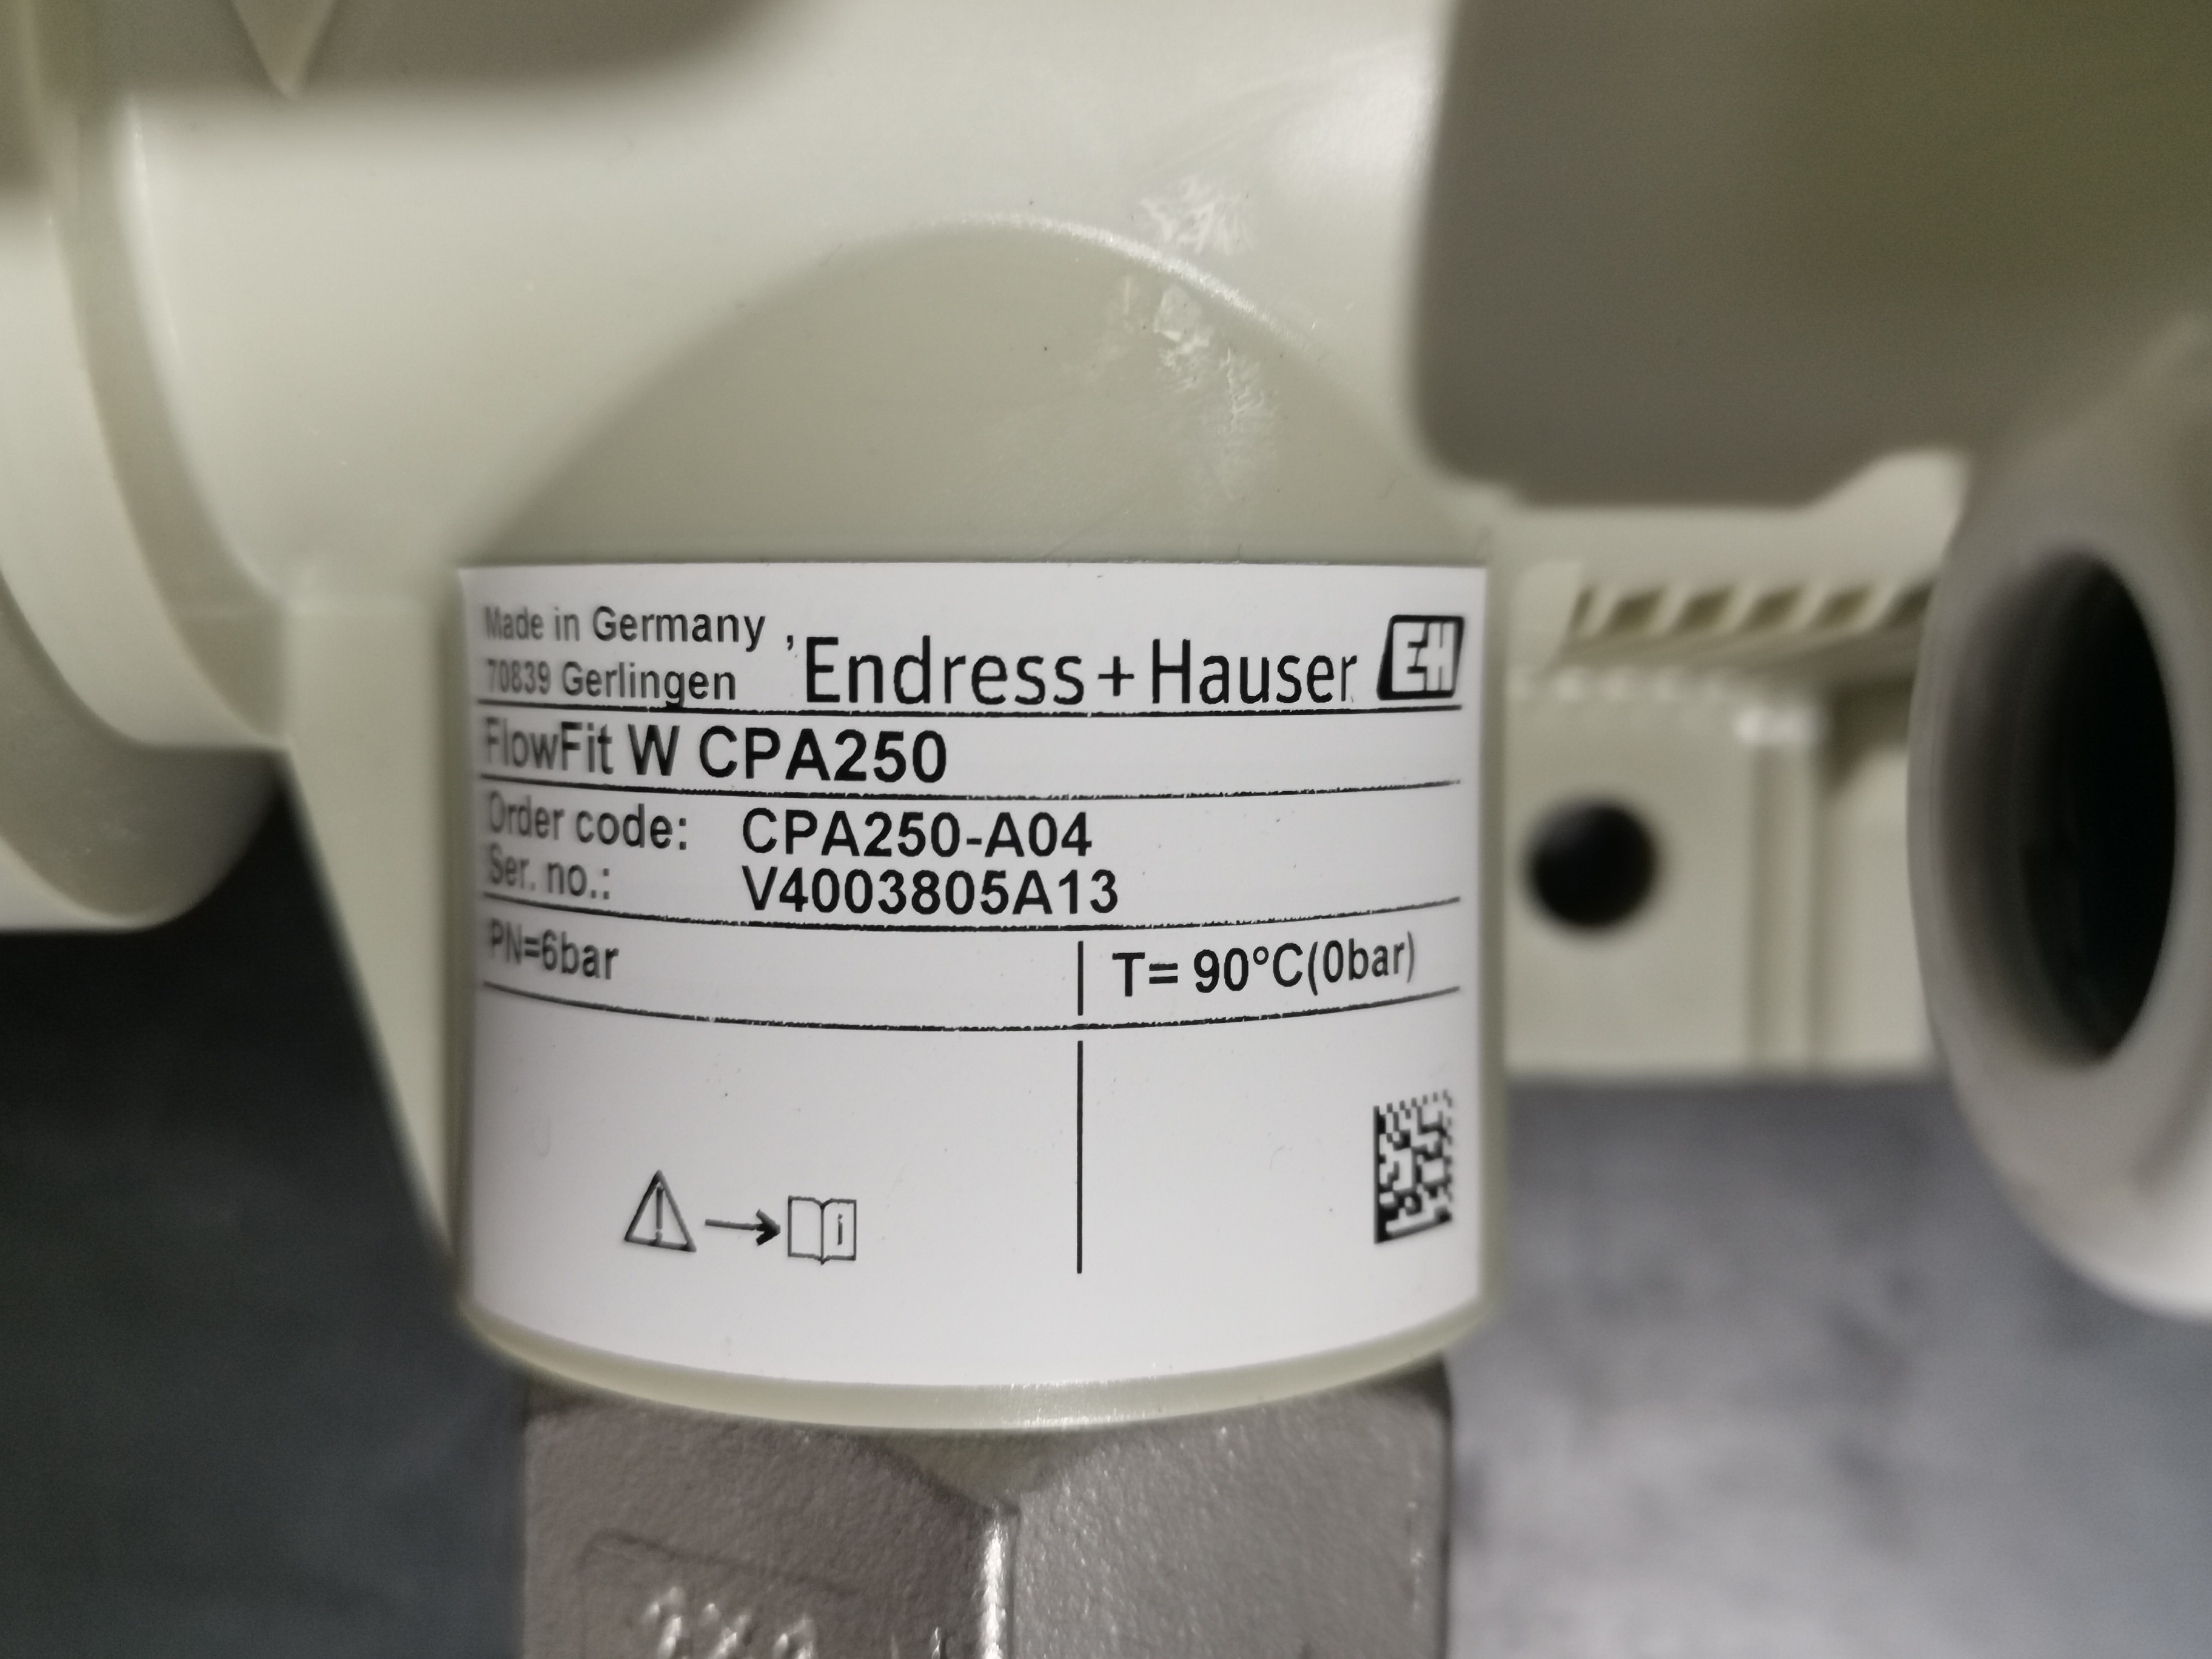 Made in Germany ,
70839 Gerlingen
Endress+Hauser EH
FlowFit W CPA250
Order code: CPA250-A04
Ser. no.: V4003805A13
PN=6bar
T= 90°C(0bar)
i